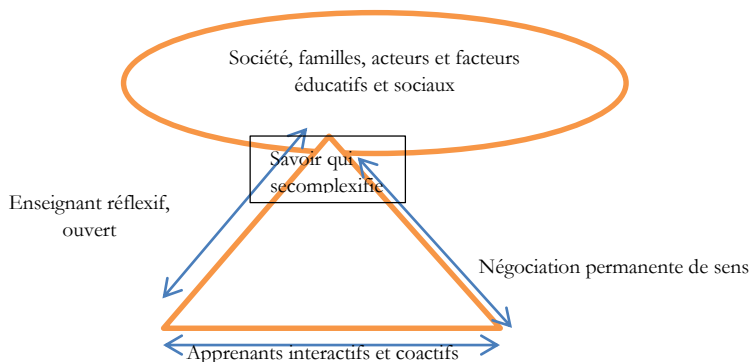 Société, familles, acteurs et facteurs
éducatifs et sociaux
Savoir qui
secomplexifie
Enseignant réflexif,
ouvert
Négociation permanente de sens
Apprenants interactifs et coactifs